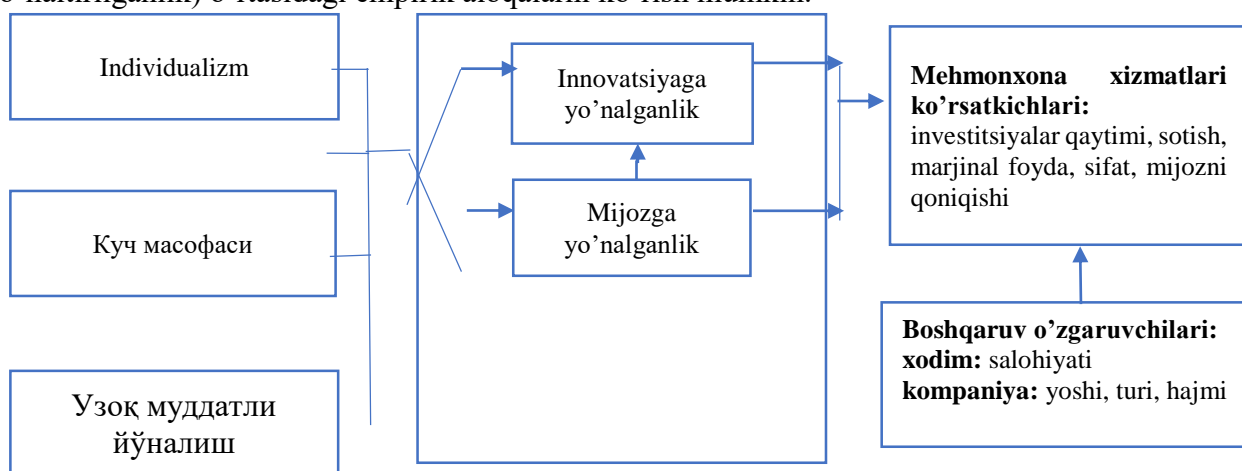 Individualizm
Innovatsiyaga
yo’nalganlik
Mehmonxona xizmatlari
ko’rsatkichlari:
investitsiyalar qaytimi, sotish,
marjinal foyda, sifat, mijozni
qoniqishi
Куч масофаси
Mijozga
yo’nalganlik
Boshqaruv o’zgaruvchilari:
xodim: salohiyati
kompaniya: yoshi, turi, hajmi
Узоқ муддатли
йўналиш